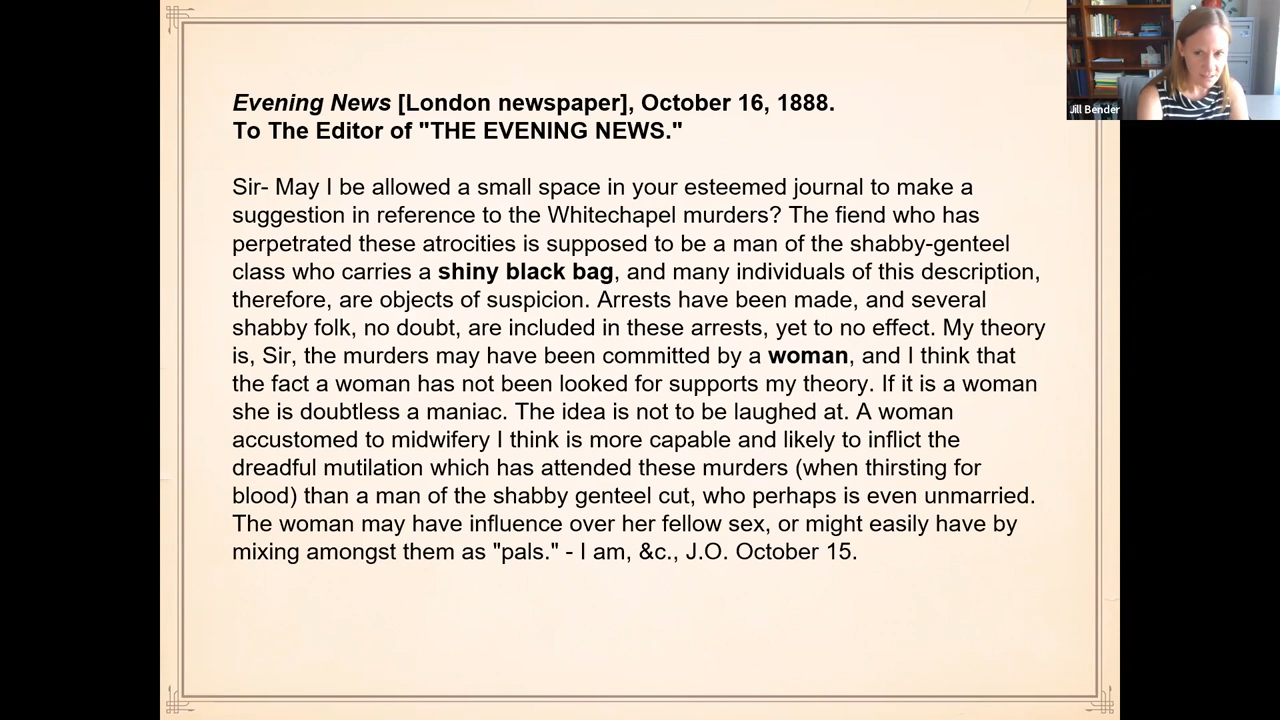 Evening News [London newspaper], October 16, 1888.
To The Editor of "THE EVENING NEWS."
Sir- May I be allowed a small space in your esteemed journal to make a
suggestion in reference to the Whitechapel murders? The fiend who has
perpetrated these atrocities is supposed to be a man of the shabby-genteel
class who carries a shiny black bag, and many individuals of this description,
therefore, are objects of suspicion. Arrests have been made, and several
shabby folk, no doubt, are included in these arrests, yet to no effect. My theory
is, Sir, the murders may have been committed by a woman, and I think that
the fact a woman has not been looked for supports my theory. If it is a woman
she is doubtless a maniac. The idea is not to be laughed at. A woman
accustomed to midwifery I think is more capable and likely to inflict the
dreadful mutilation which has attended these murders (when thirsting for
blood) than a man of the shabby genteel cut, who perhaps is even unmarried.
The woman may have influence over her fellow sex, or might easily have by
mixing amongst them as "pals." - I am, &c., J.O. October 15.
Jill Bender